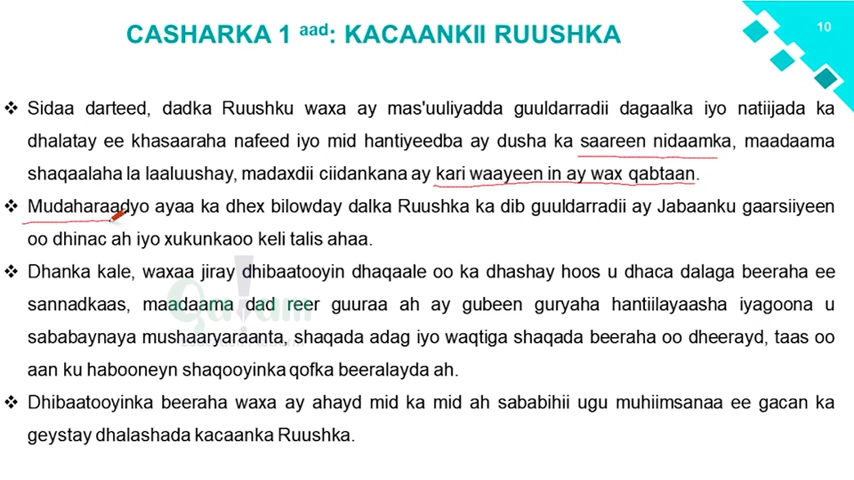 CASHARKA 1 aad: KACAANKII RUUSHKA
10
❖ Sidaa darteed, dadka Ruushku waxa ay mas'uuliyadda guuldarradii dagaalka iyo natiijada ka
dhalatay ee khasaaraha nafeed iyo mid hantiyeedba ay dusha ka saareen nidaamka, maadaama
shaqaalaha la laaluushay, madaxdii ciidankana ay kari waayeen in ay wax qabtaan.
❖ Mudaharaadyo ayaa ka dhex bilowday dalka Ruushka ka dib guuldarradii ay Jabaanku gaarsiiyeen
oo dhinac ah iyo xukunkaoo keli talis ahaa.
❖ Dhanka kale, waxaa jiray dhibaatooyin dhaqaale oo ka dhashay hoos u dhaca dalaga beeraha ee
sannadkaas, maadaama dad reer guuraa ah ay gubeen guryaha hantiilayaasha iyagoona u
sababaynaya mushaaryaraanta, shaqada adag iyo waqtiga shaqada beeraha oo dheerayd, taas oo
aan ku habooneyn shaqooyinka qofka beeralayda ah.
❖ Dhibaatooyinka beeraha waxa ay ahayd mid ka mid ah sababihii ugu muhiimsanaa ee gacan ka
geystay dhalashada kacaanka Ruushka.